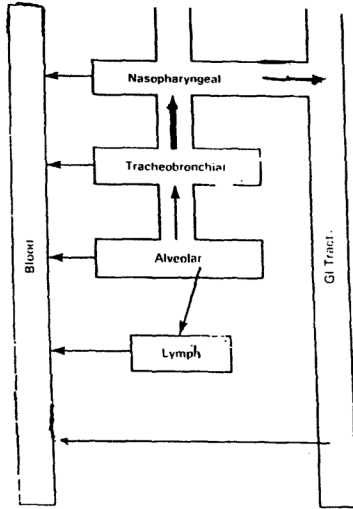 Nasopharyngeal
Tracheobronchial
Alveolar
Lymph
Blood
GI Tract.